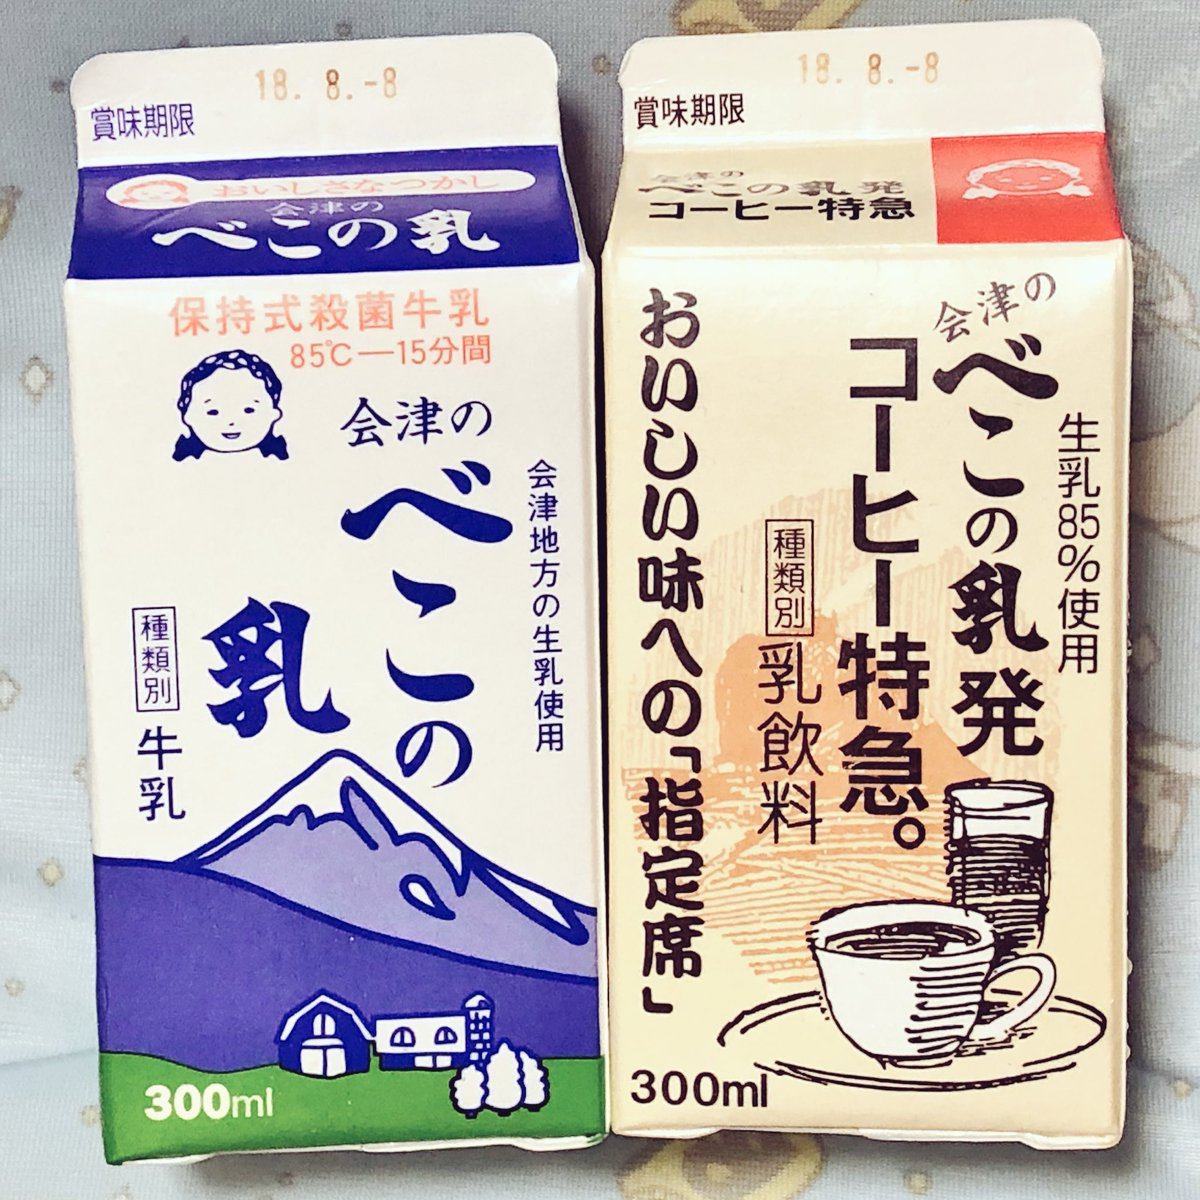 18. 8.-8
賞味期限
おいしさなつかし
会津の
べこの乳
保持式殺菌牛乳
85℃ー15分間
会津の
べこの
乳
会津地方の生乳使用
種類別
牛乳
300ml
18. 8.-8
賞味期限
会津の
べこの乳発
コーヒー特急
生乳85%使用
会津の
べこの乳発
コーヒー特急。
種類別
乳飲料
おいしい味への「指定席」
300ml